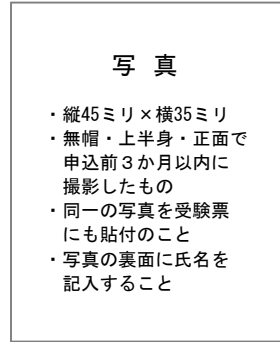 写 真
・縦45ミリ×横35ミリ
・無帽・上半身・正面で
申込前３か月以内に
撮影したもの
・同一の写真を受験票
にも貼付のこと
・写真の裏面に氏名を
記入すること